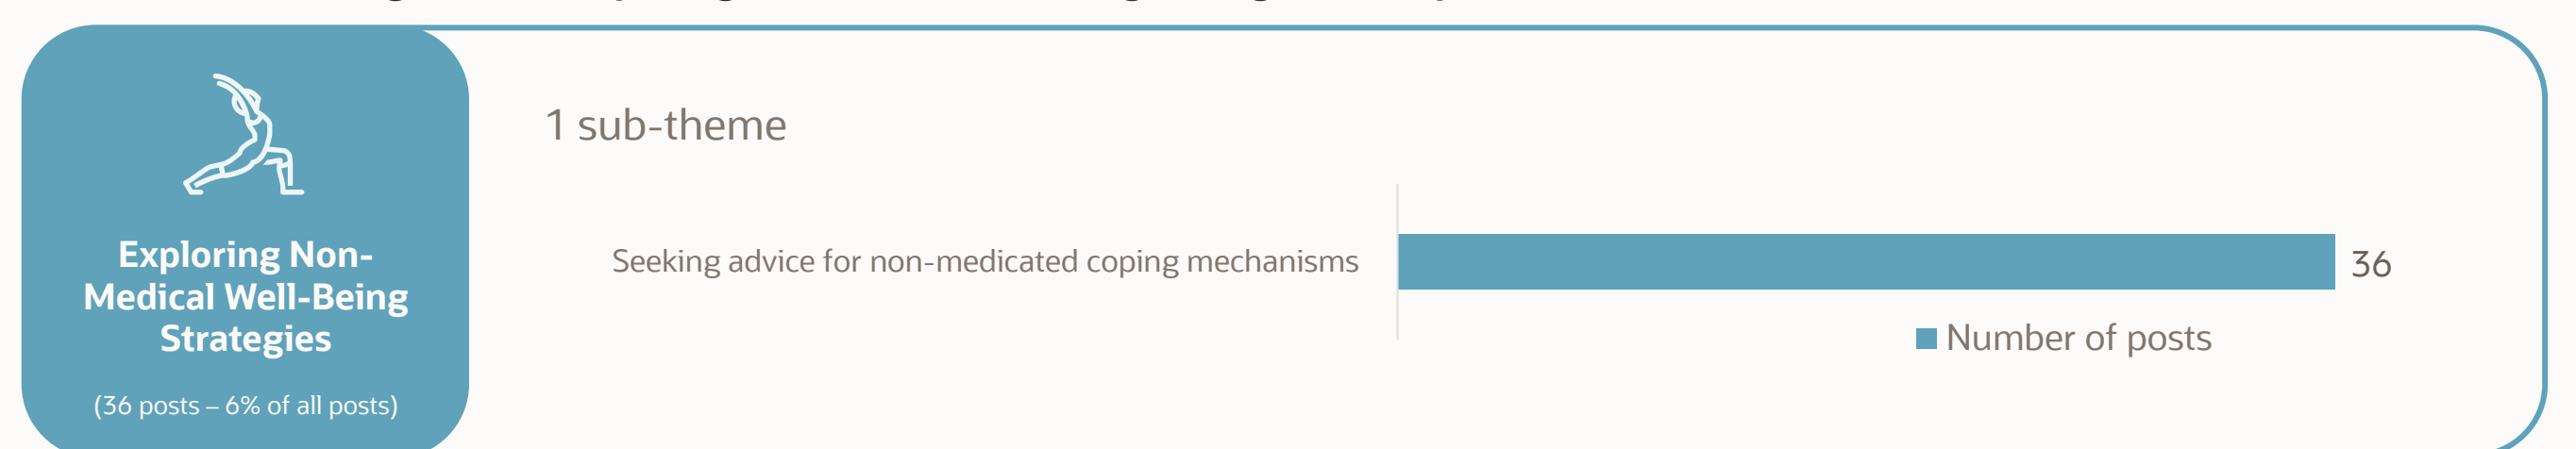 Exploring Non-
Medical Well-Being
Strategies
(36 posts – 6% of all posts)
1 sub-theme
Seeking advice for non-medicated coping mechanisms
36
Number of posts